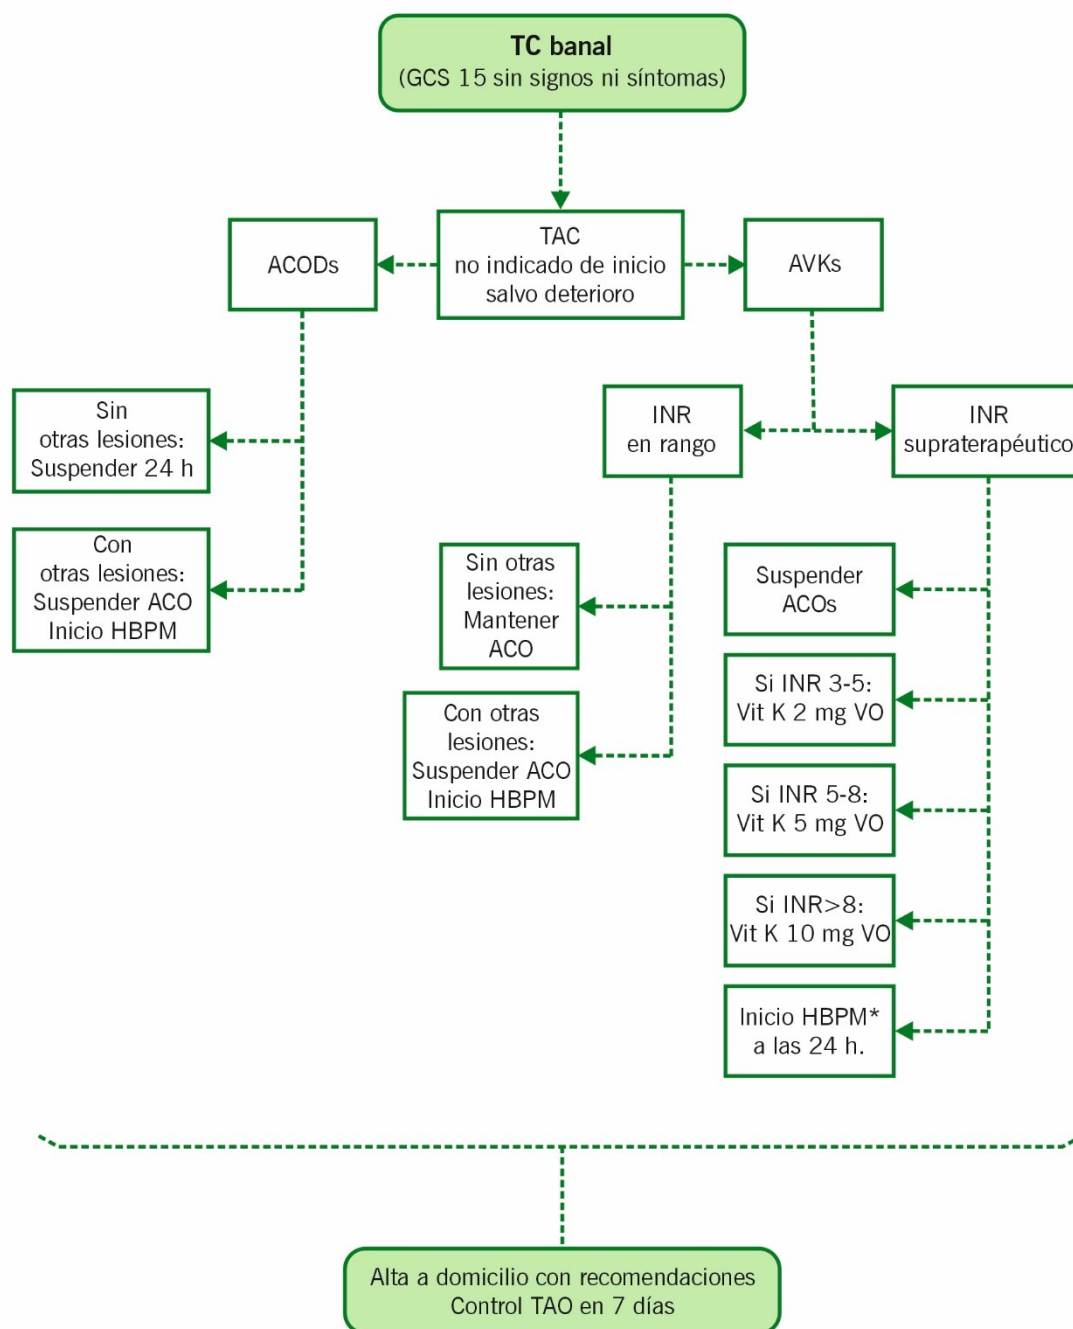 TC banal
(GCS 15 sin signos ni síntomas)
TAC
no indicado de inicio
salvo deterioro
ACODs
AVKs
Sin
otras lesiones:
Suspender 24 h
Con
otras lesiones:
Suspender ACO
Inicio HBPM
INR
en rango
INR
supraterapéutico
Sin otras
lesiones:
Mantener
ACO
Con otras
lesiones:
Suspender ACO
Inicio HBPM
Suspender
ACOs
Si INR 3-5:
Vit K 2 mg VO
Si INR 5-8:
Vit K 5 mg VO
Si INR>8:
Vit K 10 mg VO
Inicio HBPM*
a las 24 h.
Alta a domicilio con recomendaciones
Control TAO en 7 días